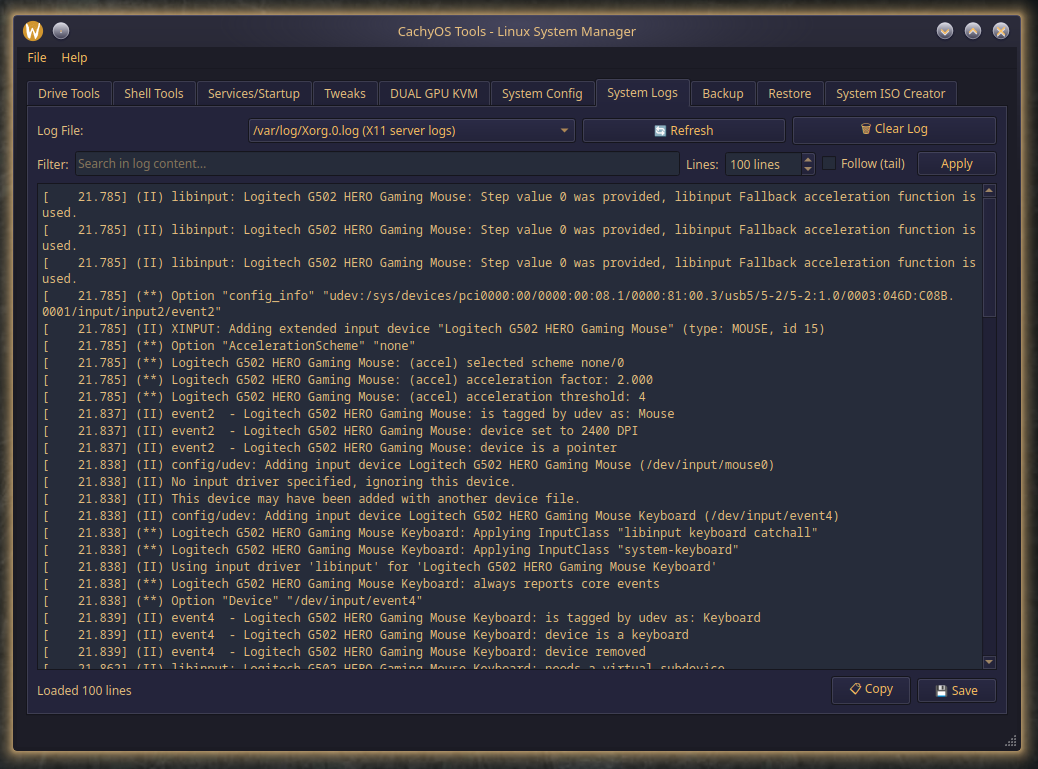 W
CachyOS Tools - Linux System Manager
File Help
Drive Tools Shell Tools Services/Startup Tweaks DUAL GPU KVM System Config System Logs Backup Restore System ISO Creator
Log File: /var/log/Xorg.0.log (X11 server logs) Refresh Clear Log
Filter: Search in log content... Lines: 100 lines Follow (tail) Apply
[    21.785] (II) libinput: Logitech G502 HERO Gaming Mouse: Step value 0 was provided, libinput Fallback acceleration function is
used.
[    21.785] (II) libinput: Logitech G502 HERO Gaming Mouse: Step value 0 was provided, libinput Fallback acceleration function is
used.
[    21.785] (II) libinput: Logitech G502 HERO Gaming Mouse: Step value 0 was provided, libinput Fallback acceleration function is
used.
[    21.785] (**) Option "config_info" "udev:/sys/devices/pci0000:00/0000:00:08.1/0000:81:00.3/usb5/5-2/5-2:1.0/0003:046D:C08B.
0001/input/input2/event2"
[    21.785] (II) XINPUT: Adding extended input device "Logitech G502 HERO Gaming Mouse" (type: MOUSE, id 15)
[    21.785] (**) Option "AccelerationScheme" "none"
[    21.785] (**) Logitech G502 HERO Gaming Mouse: (accel) selected scheme none/0
[    21.785] (**) Logitech G502 HERO Gaming Mouse: (accel) acceleration factor: 2.000
[    21.785] (**) Logitech G502 HERO Gaming Mouse: (accel) acceleration threshold: 4
[    21.837] (II) event2  - Logitech G502 HERO Gaming Mouse: is tagged by udev as: Mouse
[    21.837] (II) event2  - Logitech G502 HERO Gaming Mouse: device set to 2400 DPI
[    21.837] (II) event2  - Logitech G502 HERO Gaming Mouse: device is a pointer
[    21.838] (II) config/udev: Adding input device Logitech G502 HERO Gaming Mouse (/dev/input/mouse0)
[    21.838] (II) No input driver specified, ignoring this device.
[    21.838] (II) This device may have been added with another device file.
[    21.838] (II) config/udev: Adding input device Logitech G502 HERO Gaming Mouse Keyboard (/dev/input/event4)
[    21.838] (**) Logitech G502 HERO Gaming Mouse Keyboard: Applying InputClass "libinput keyboard catchall"
[    21.838] (**) Logitech G502 HERO Gaming Mouse Keyboard: Applying InputClass "system-keyboard"
[    21.838] (II) Using input driver 'libinput' for 'Logitech G502 HERO Gaming Mouse Keyboard'
[    21.838] (**) Logitech G502 HERO Gaming Mouse Keyboard: always reports core events
[    21.838] (**) Option "Device" "/dev/input/event4"
[    21.839] (II) event4  - Logitech G502 HERO Gaming Mouse Keyboard: is tagged by udev as: Keyboard
[    21.839] (II) event4  - Logitech G502 HERO Gaming Mouse Keyboard: device is a keyboard
[    21.839] (II) event4  - Logitech G502 HERO Gaming Mouse Keyboard: device removed
[    21.862] (II) libinput: Logitech G502 HERO Gaming Mouse Keyboard: needs a virtual subdevice
Loaded 100 lines Copy Save